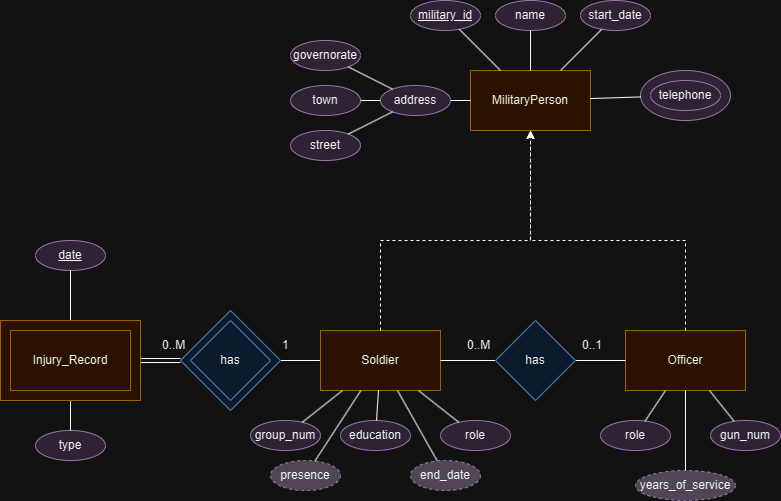 military_id
name
start_date
governorate
town
address
street
MilitaryPerson
telephone
date
Injury_Record
0..M
has
1
Soldier
0..M
has
0..1
Officer
type
group_num
education
role
role
gun_num
presence
end_date
years_of_service